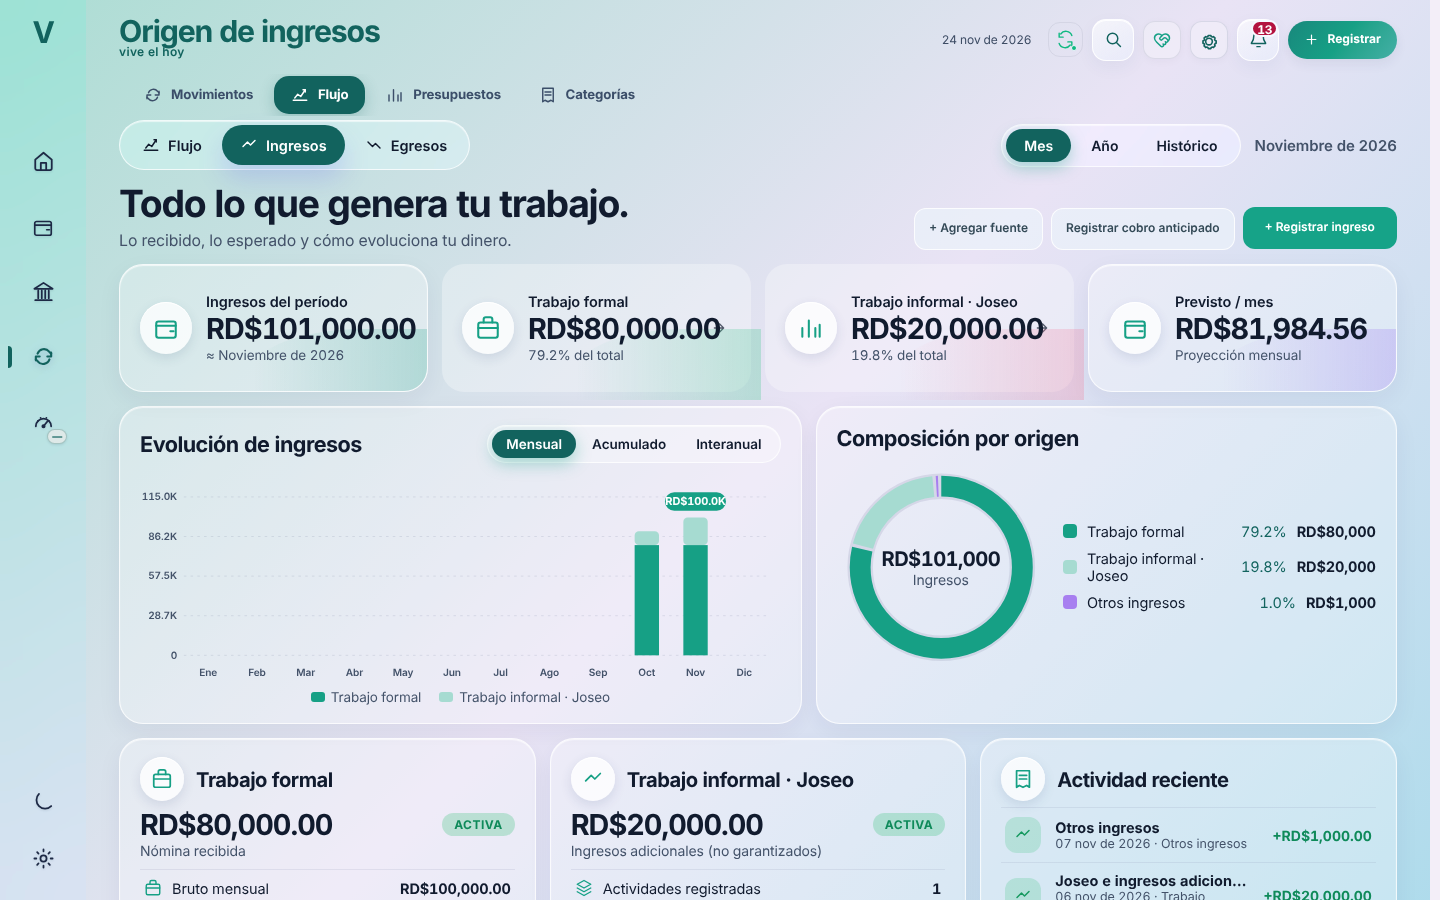 V
Origen de ingresos
vive el hoy
24 nov de 2026
13
+ Registrar
Movimientos
Flujo
Presupuestos
Categorías
Flujo
Ingresos
Egresos
Mes
Año
Histórico
Noviembre de 2026
Todo lo que genera tu trabajo.
Lo recibido, lo esperado y cómo evoluciona tu dinero.
+ Agregar fuente
Registrar cobro anticipado
+ Registrar ingreso
Ingresos del período
RD$101,000.00
≈ Noviembre de 2026
Trabajo formal
RD$80,000.00
79.2% del total
Trabajo informal · Joseo
RD$20,000.00
19.8% del total
Previsto / mes
RD$81,984.56
Proyección mensual
Evolución de ingresos
Mensual
Acumulado
Interanual
115.0K
86.2K
57.5K
28.7K
0
RD$100.0K
Ene
Feb
Mar
Abr
May
Jun
Jul
Ago
Sep
Oct
Nov
Dic
Trabajo formal
Trabajo informal · Joseo
Composición por origen
RD$101,000
Ingresos
Trabajo formal 79.2% RD$80,000
Trabajo informal · Joseo 19.8% RD$20,000
Otros ingresos 1.0% RD$1,000
Trabajo formal
RD$80,000.00
ACTIVA
Nómina recibida
Bruto mensual RD$100,000.00
Trabajo informal · Joseo
RD$20,000.00
ACTIVA
Ingresos adicionales (no garantizados)
Actividades registradas 1
Actividad reciente
Otros ingresos
07 nov de 2026 · Otros ingresos
+RD$1,000.00
Joseo e ingresos adicion...
06 nov de 2026 · Trabajo
+RD$20,000.00